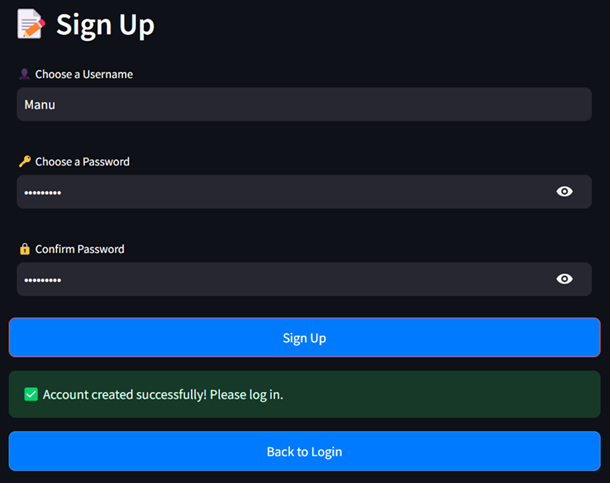 Sign Up
Choose a Username
Manu
Choose a Password
•••••••••
Confirm Password
•••••••••
Sign Up
Account created successfully! Please log in.
Back to Login